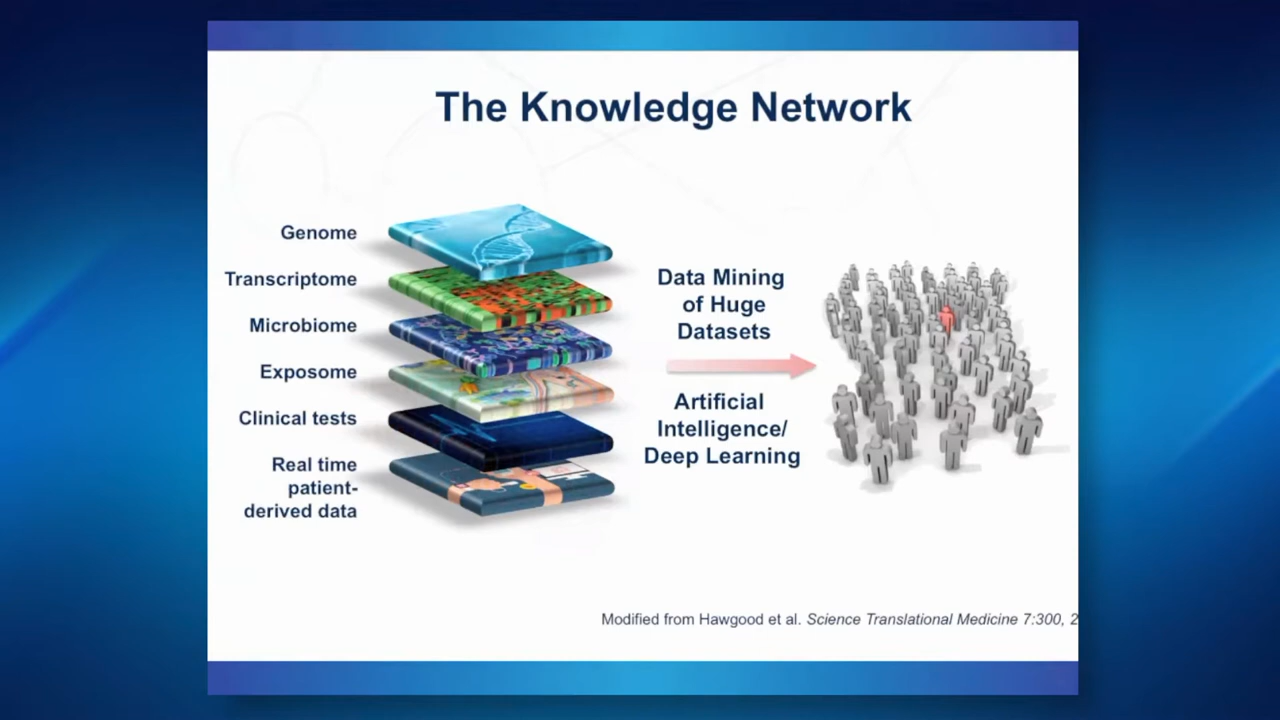 The Knowledge Network
Genome
Transcriptome
Microbiome
Exposome
Clinical tests
Real time
patient-
derived data
Data Mining
of Huge
Datasets
Artificial
Intelligence/
Deep Learning
Modified from Hawgood et al. Science Translational Medicine 7:300, 2